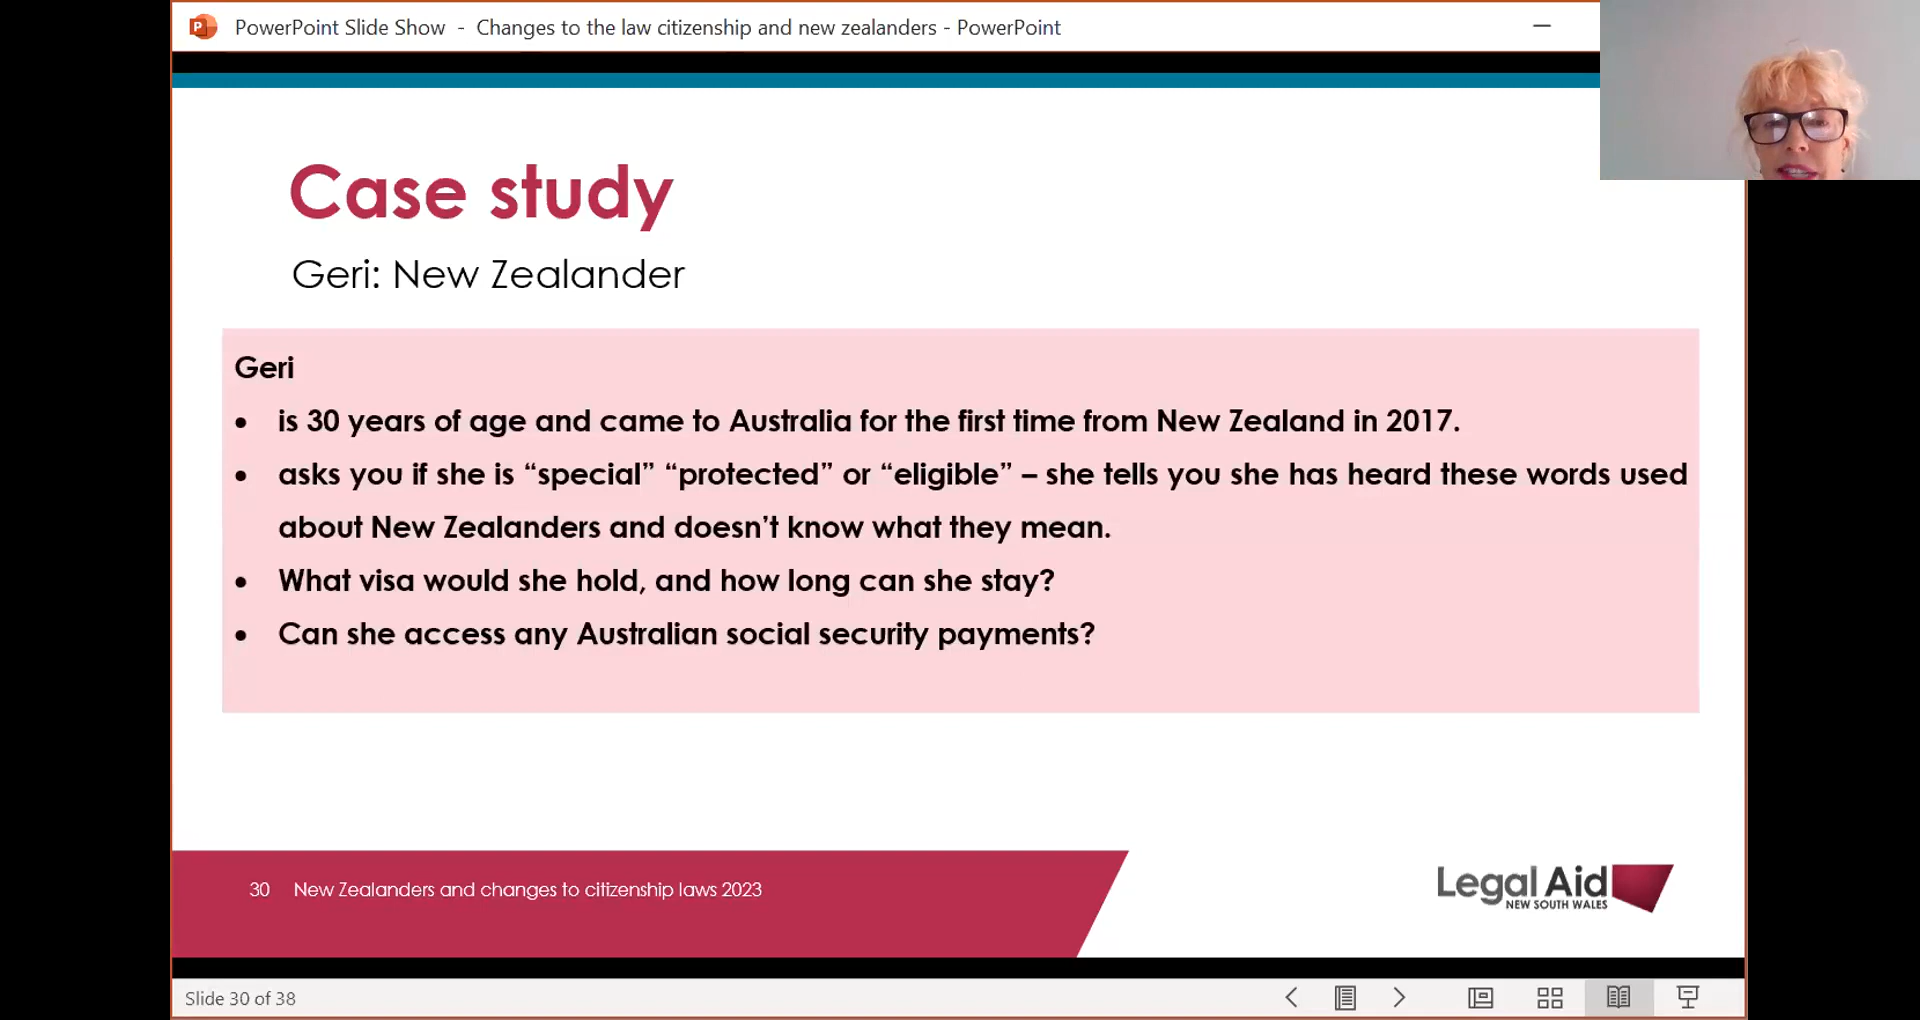 PowerPoint Slide Show - Changes to the law citizenship and new zealanders - PowerPoint
Case study
Geri: New Zealander
Geri
• is 30 years of age and came to Australia for the first time from New Zealand in 2017.
• asks you if she is “special” “protected” or “eligible” – she tells you she has heard these words used
about New Zealanders and doesn’t know what they mean.
• What visa would she hold, and how long can she stay?
• Can she access any Australian social security payments?
30 New Zealanders and changes to citizenship laws 2023
Legal Aid
NEW SOUTH WALES
Slide 30 of 38